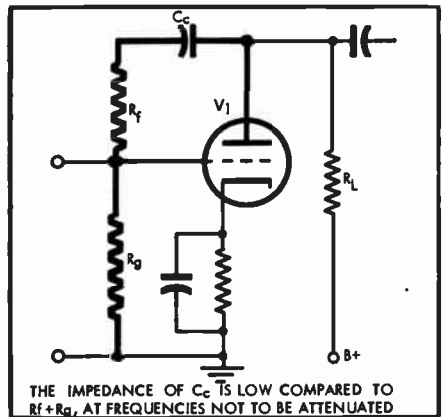 Cc
V1
Rf
RL
Rg
B+
THE IMPEDANCE OF Cc IS LOW COMPARED TO
Rf+Rg, AT FREQUENCIES NOT TO BE ATTENUATED